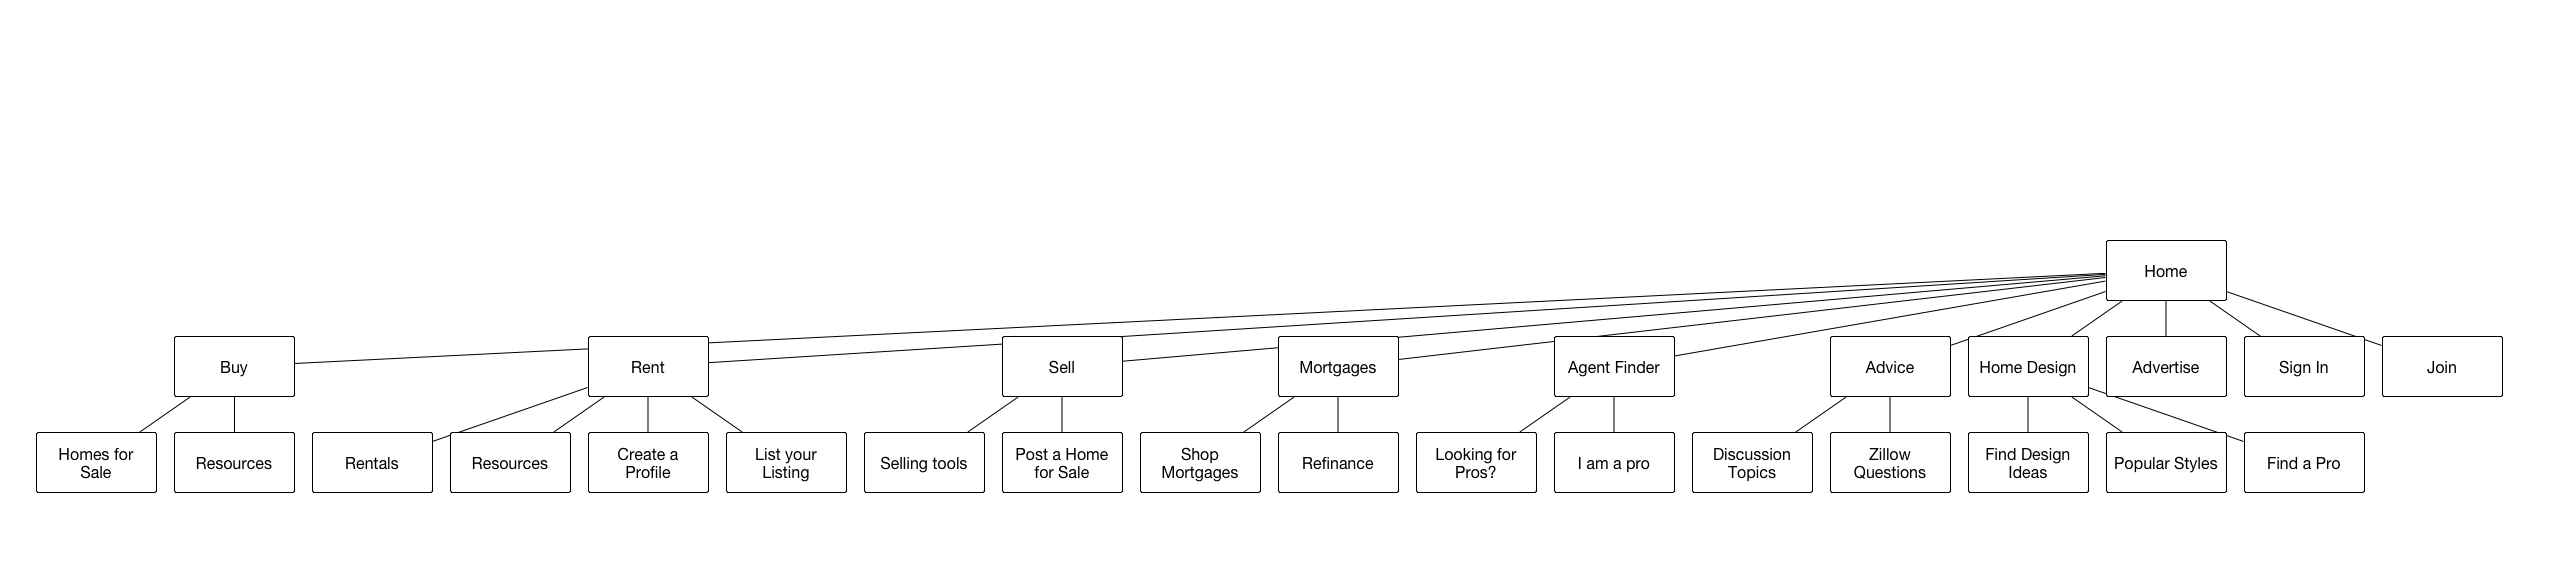 Home
Buy
Rent
Sell
Mortgages
Agent Finder
Advice
Home Design
Advertise
Sign In
Join
Homes for
Sale
Resources
Rentals
Resources
Create a
Profile
List your
Listing
Selling tools
Post a Home
for Sale
Shop
Mortgages
Refinance
Looking for
Pros?
I am a pro
Discussion
Topics
Zillow
Questions
Find Design
Ideas
Popular Styles
Find a Pro